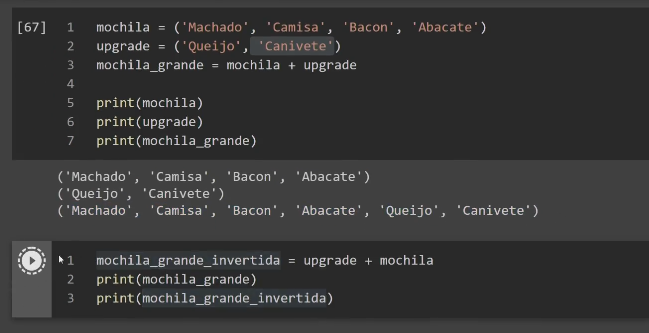 [67] 1 mochila = ('Machado', 'Camisa', 'Bacon', 'Abacate')
2 upgrade = ('Queijo', 'Canivete')
3 mochila_grande = mochila + upgrade
4
5 print(mochila)
6 print(upgrade)
7 print(mochila_grande)
('Machado', 'Camisa', 'Bacon', 'Abacate')
('Queijo', 'Canivete')
('Machado', 'Camisa', 'Bacon', 'Abacate', 'Queijo', 'Canivete')
1 mochila_grande_invertida = upgrade + mochila
2 print(mochila_grande)
3 print(mochila_grande_invertida)